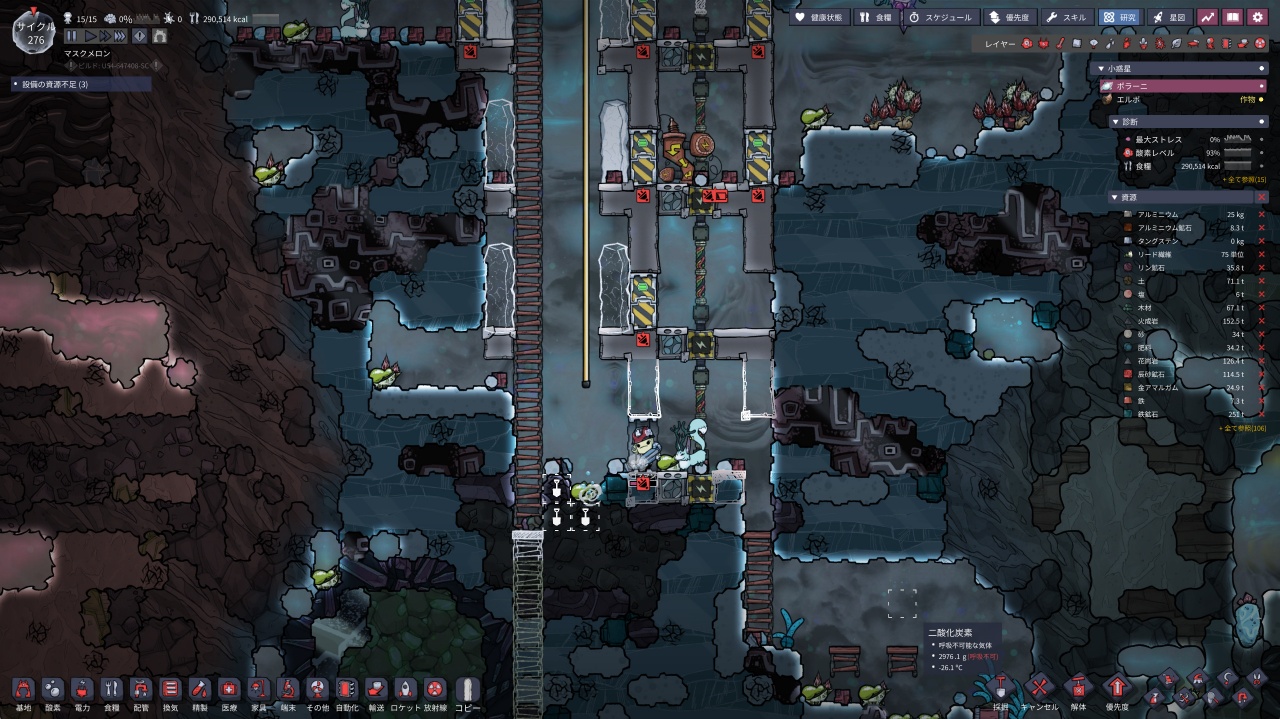 サイクル
276
15/15
0%
0
290,514 kcal
マスクメロン
ビルド: U54-647408-SC
設備の資源不足 (3)
健康状態
食糧
スケジュール
優先度
スキル
研究
星図
レイヤー
小惑星
ボラーニ
エルボ 作物
診断
最大ストレス 0%
酸素レベル 93%
食糧 290,514 kcal
+ 全て参照(15)
資源
アルミニウム 25 kg
アルミニウム鉱石 8.3 t
タングステン 0 kg
リード繊維 75 単位
リン鉱石 35.8 t
土 71.1 t
塩 6 t
木材 67.1 t
火成岩 152.5 t
砂 34 t
肥料 34.2 t
花崗岩 126.4 t
辰砂鉱石 114.5 t
金アマルガム 24.9 t
鉄 7.3 t
鉄鉱石 251 t
+ 全て参照(106)
二酸化炭素
• 呼吸不可能な気体
• 2976.1 g (呼吸不可)
• -26.1 ℃
基地
酸素
電力
食糧
配管
換気
精製
医療
家具
端末
その他
自動化
輸送
ロケット
放射線
コピー
採掘
キャンセル
解体
優先度